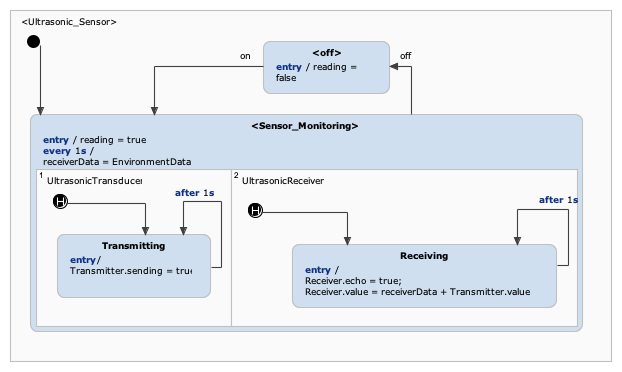 <Ultrasonic_Sensor>
<off>
entry / reading =
false
on
off
<Sensor_Monitoring>
entry / reading = true
every 1s /
receiverData = EnvironmentData
1
UltrasonicTransducer
H
after 1s
Transmitting
entry/
Transmitter.sending = true
2
UltrasonicReceiver
H
after 1s
Receiving
entry /
Receiver.echo = true;
Receiver.value = receiverData + Transmitter.value